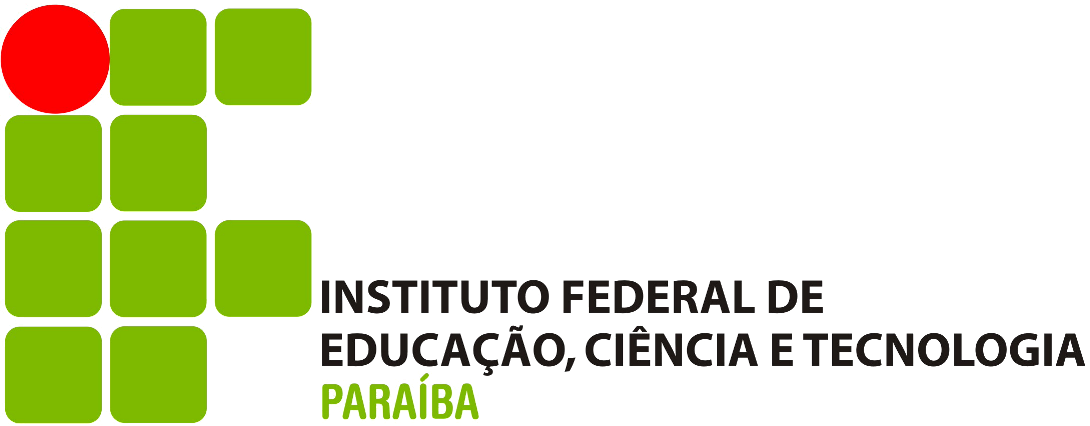 INSTITUTO FEDERAL DE
EDUCAÇÃO, CIÊNCIA E TECNOLOGIA
PARAÍBA